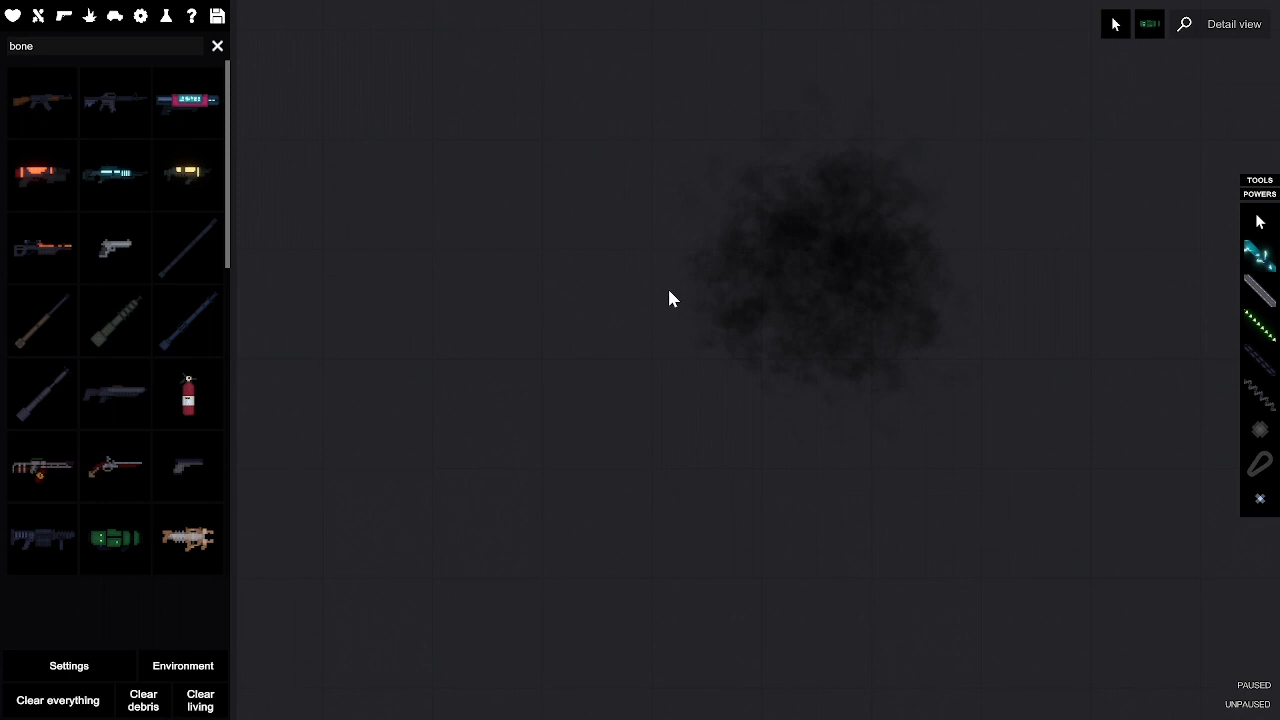 bone
Detail view
TOOLS
POWERS
Settings
Environment
Clear everything
Clear debris
Clear living
PAUSED
UNPAUSED